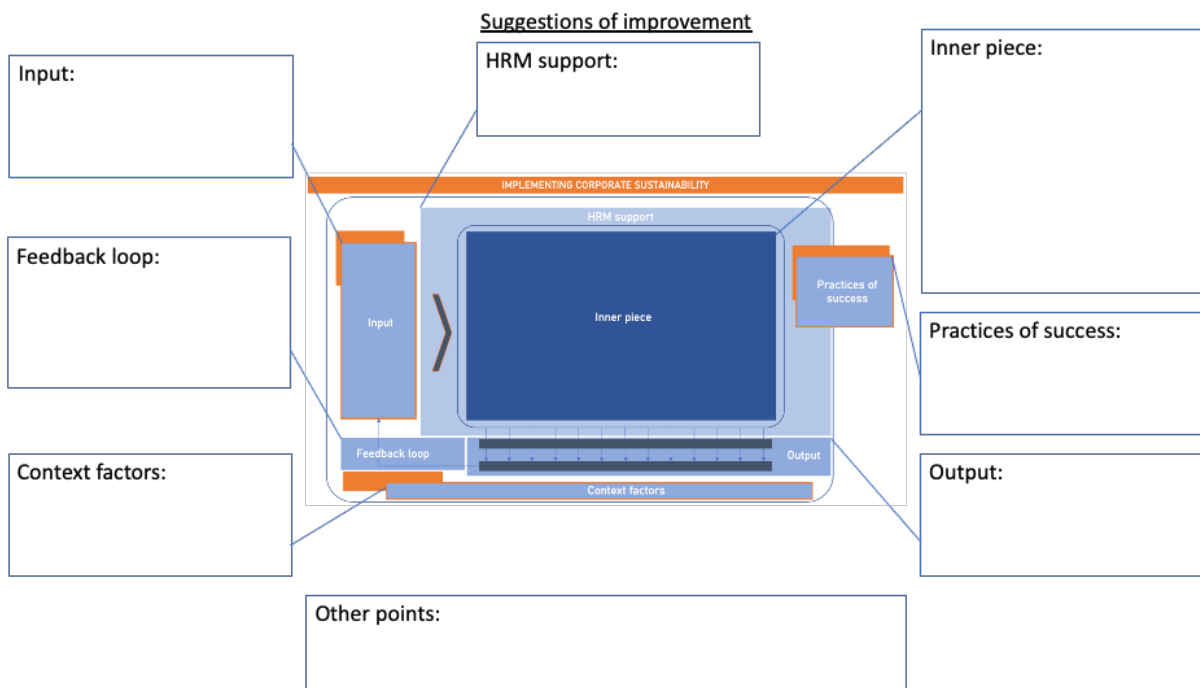 Suggestions of improvement
Input:
HRM support:
Inner piece:
Feedback loop:
Context factors:
IMPLEMENTING CORPORATE SUSTAINABILITY
HRM support
Input
Inner piece
Practices of
success
Feedback loop
Output
Context factors
Practices of success:
Output:
Other points: